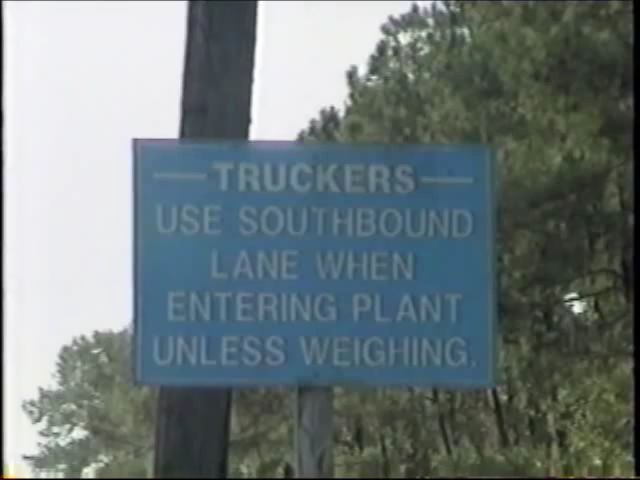 — TRUCKERS —
USE SOUTHBOUND
LANE WHEN
ENTERING PLANT
UNLESS WEIGHING.